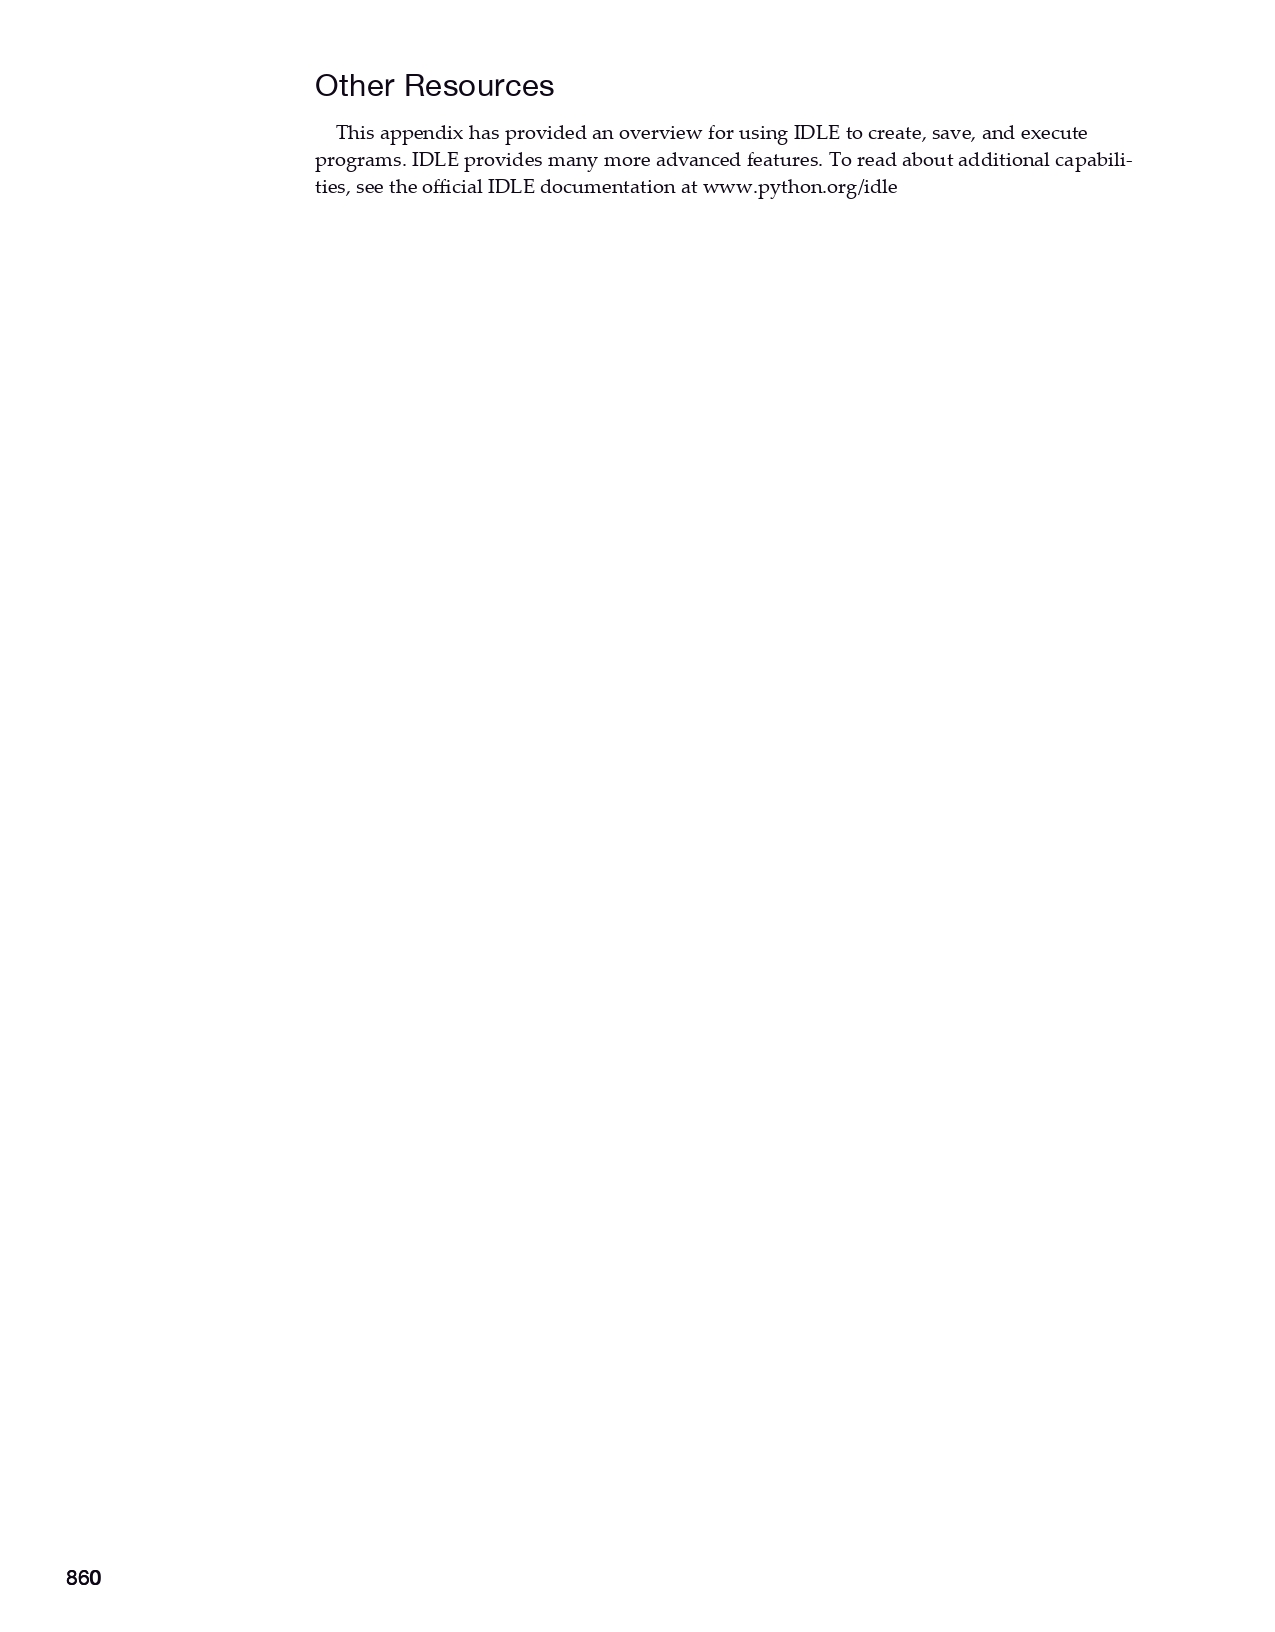 Other Resources
This appendix has provided an overview for using IDLE to create, save, and execute
programs. IDLE provides many more advanced features. To read about additional capabili-
ties, see the official IDLE documentation at www.python.org/idle
860